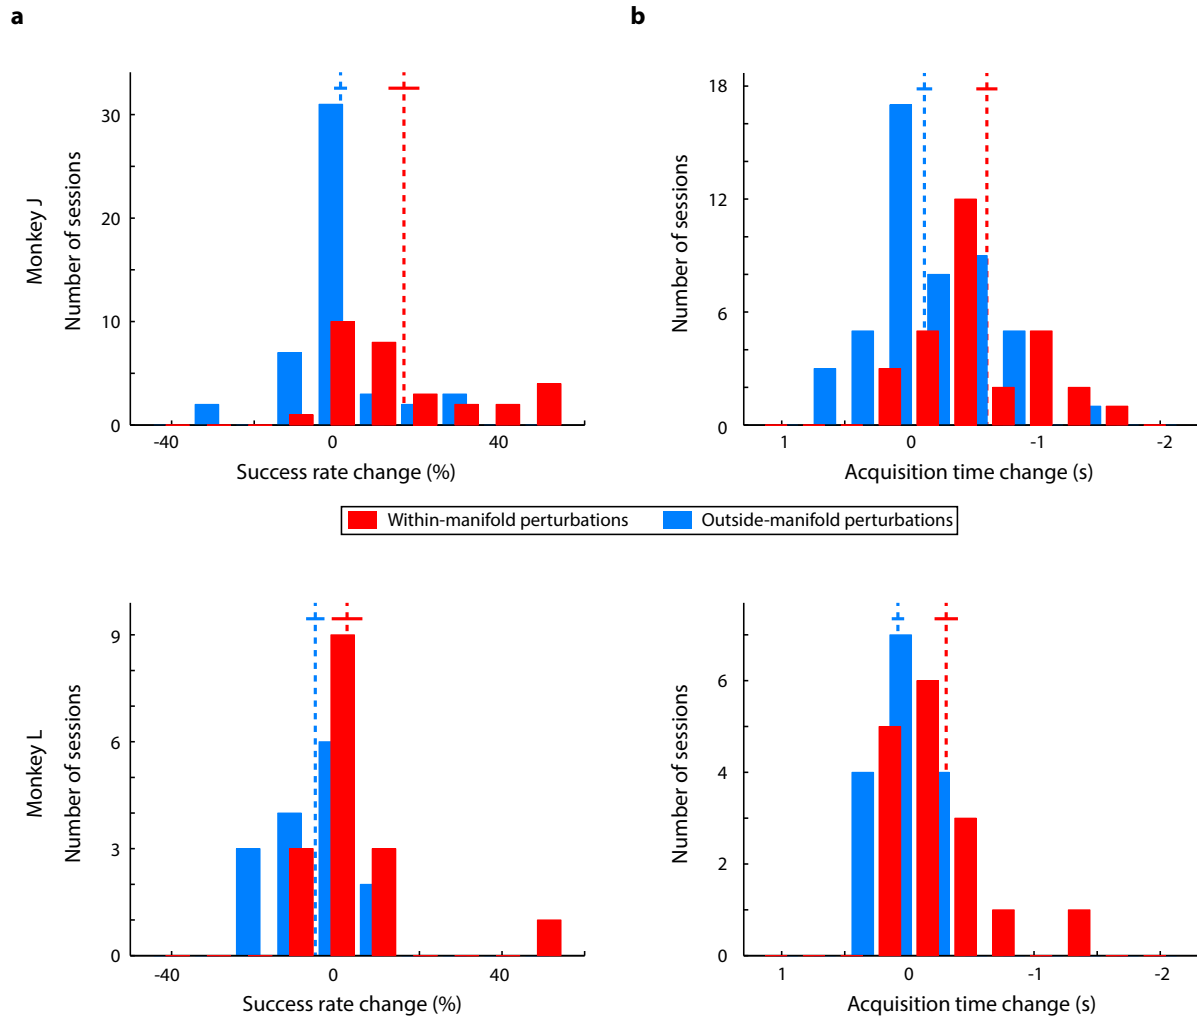 a
b
Monkey J
Number of sessions
30
20
10
0
-40
0
40
Success rate change (%)
Number of sessions
18
12
6
0
1
0
-1
-2
Acquisition time change (s)
Within-manifold perturbations
Outside-manifold perturbations
Monkey L
Number of sessions
9
6
3
0
-40
0
40
Success rate change (%)
Number of sessions
6
4
2
0
1
0
-1
-2
Acquisition time change (s)